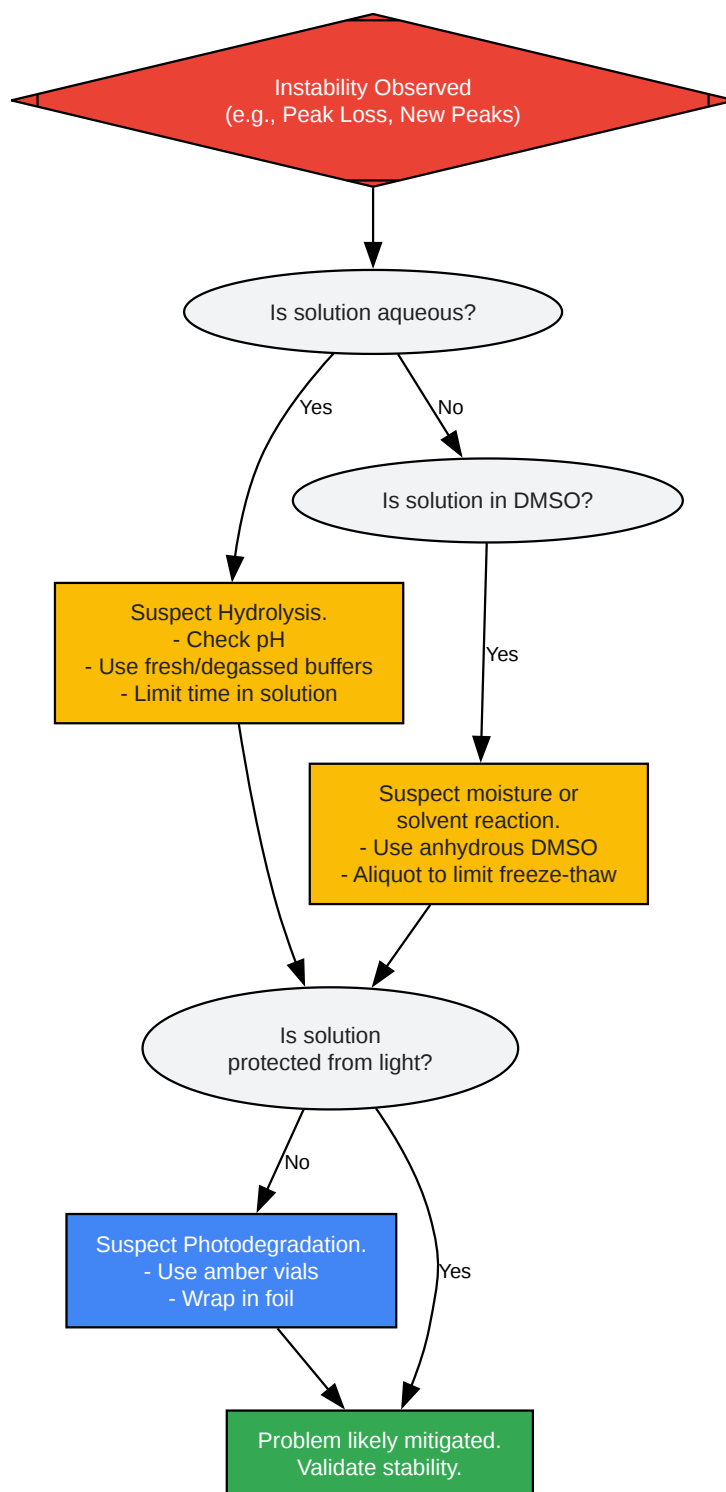 Instability Observed
(e.g., Peak Loss, New Peaks)
Is solution aqueous?
Yes
No
Is solution in DMSO?
Suspect Hydrolysis.
- Check pH
- Use fresh/degassed buffers
- Limit time in solution
Yes
Suspect moisture or
solvent reaction.
- Use anhydrous DMSO
- Aliquot to limit freeze-thaw
Is solution
protected from light?
No
Suspect Photodegradation.
- Use amber vials
- Wrap in foil
Yes
Problem likely mitigated.
Validate stability.